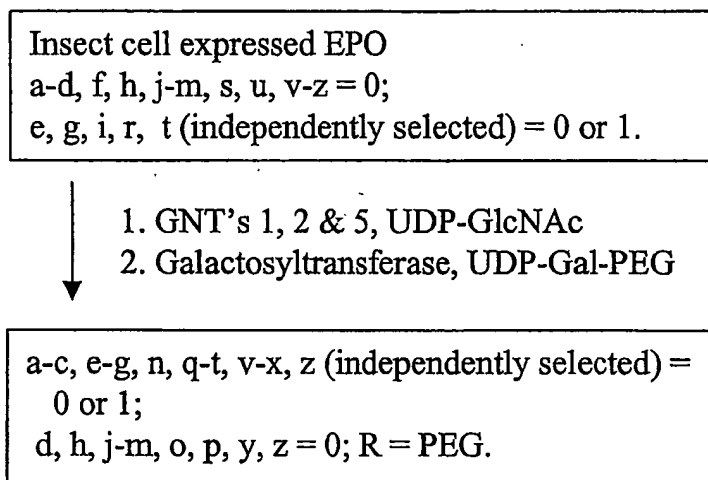 Insect cell expressed EPO
a-d, f, h, j-m, s, u, v-z = 0;
e, g, i, r, t (independently selected) = 0 or 1.
1. GNT's 1, 2 & 5, UDP-GlcNAc
2. Galactosyltransferase, UDP-Gal-PEG
a-c, e-g, n, q-t, v-x, z (independently selected) =
0 or 1;
d, h, j-m, o, p, y, z = 0; R = PEG.